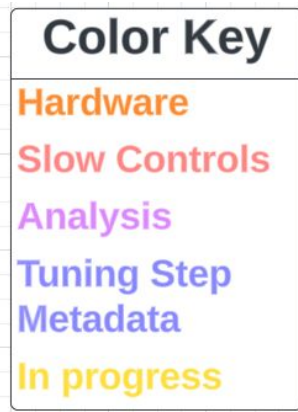 Color Key
Hardware
Slow Controls
Analysis
Tuning Step
Metadata
In progress